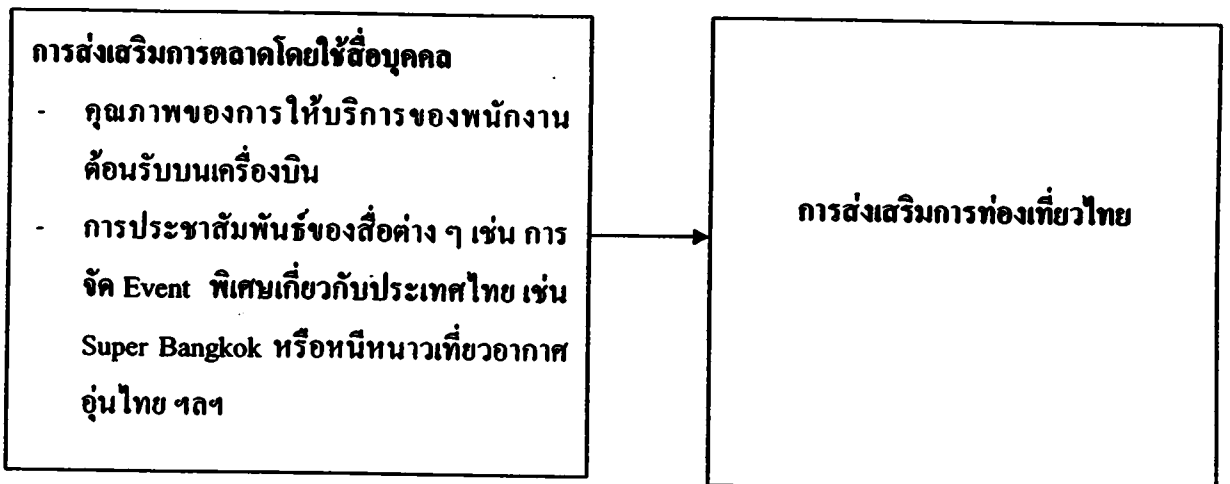 การส่งเสริมการตลาดโดยใช้สื่อบุคคล
- คุณภาพของการให้บริการของพนักงาน
ต้อนรับบนเครื่องบิน
- การประชาสัมพันธ์ของสื่อต่าง ๆ เช่น การ
จัด Event พิเศษเกี่ยวกับประเทศไทย เช่น
Super Bangkok หรือหนีหนาวเที่ยวอากาศ
อุ่นไทย ฯลฯ
การส่งเสริมการท่องเที่ยวไทย